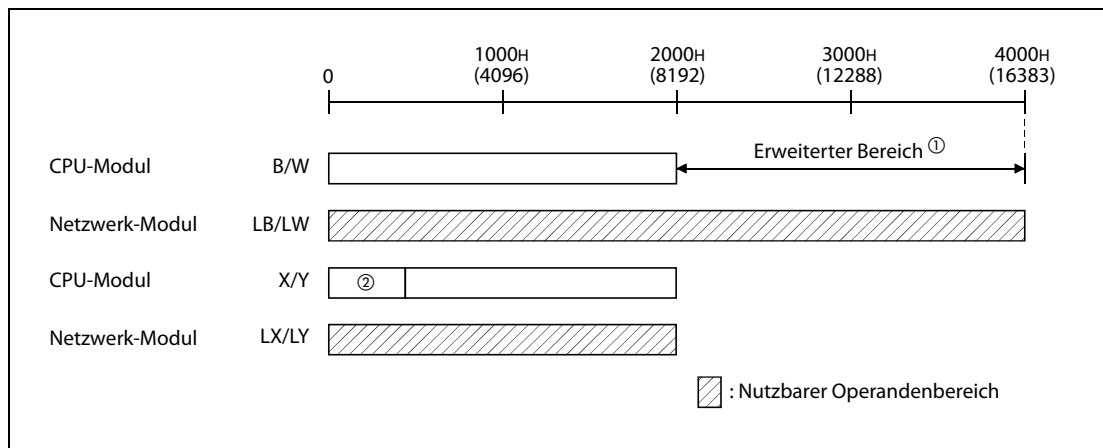 1000H 2000H 3000H 4000H
0 (4096) (8192) (12288) (16383)
CPU-Modul B/W Erweiterter Bereich ①
Netzwerk-Modul LB/LW
CPU-Modul X/Y ②
Netzwerk-Modul LX/LY
: Nutzbarer Operandenbereich